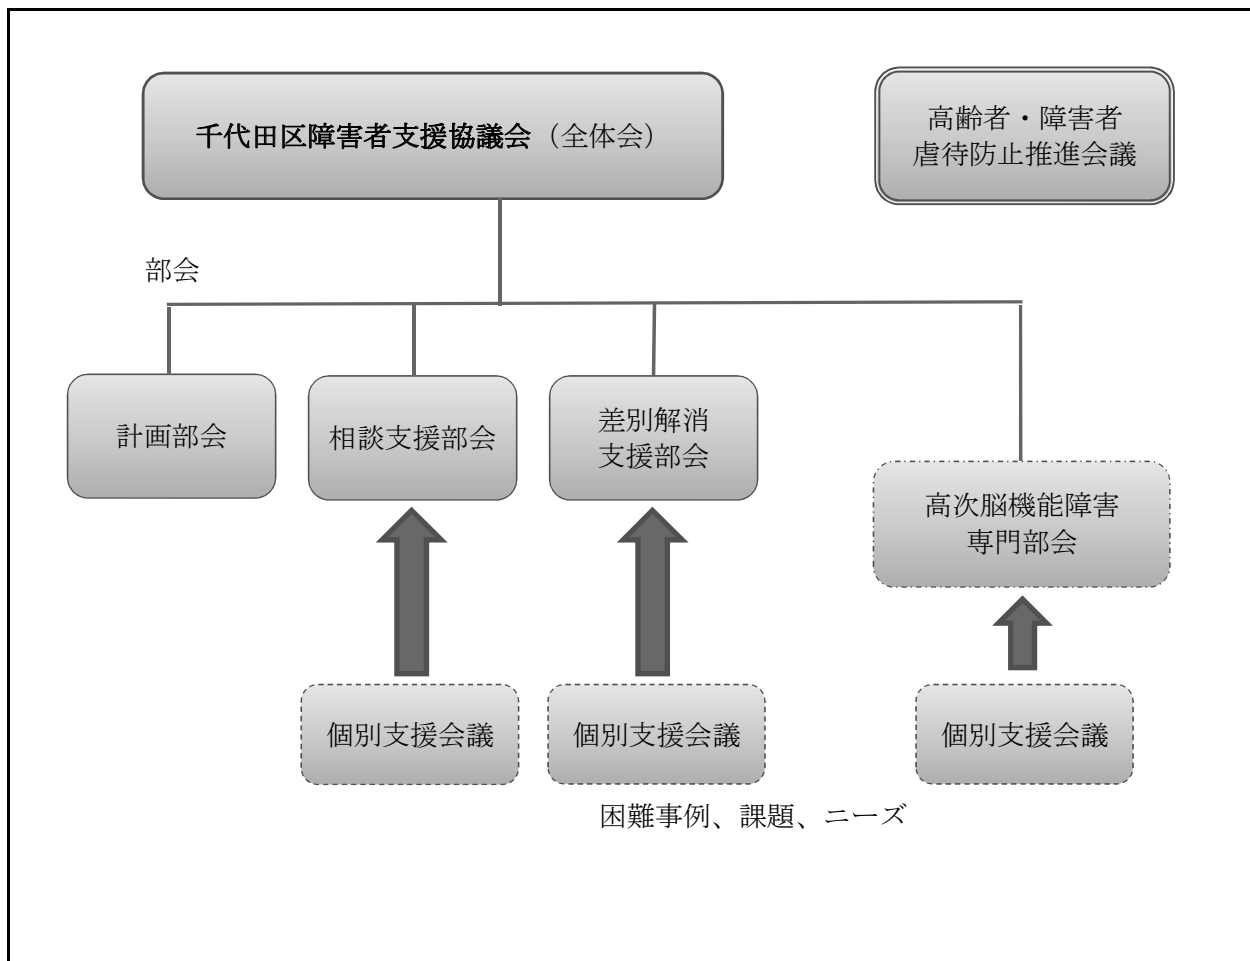 千代田区障害者支援協議会（全体会）
高齢者・障害者
虐待防止推進会議
部会
計画部会
相談支援部会
差別解消
支援部会
高次脳機能障害
専門部会
個別支援会議
個別支援会議
個別支援会議
困難事例、課題、ニーズ